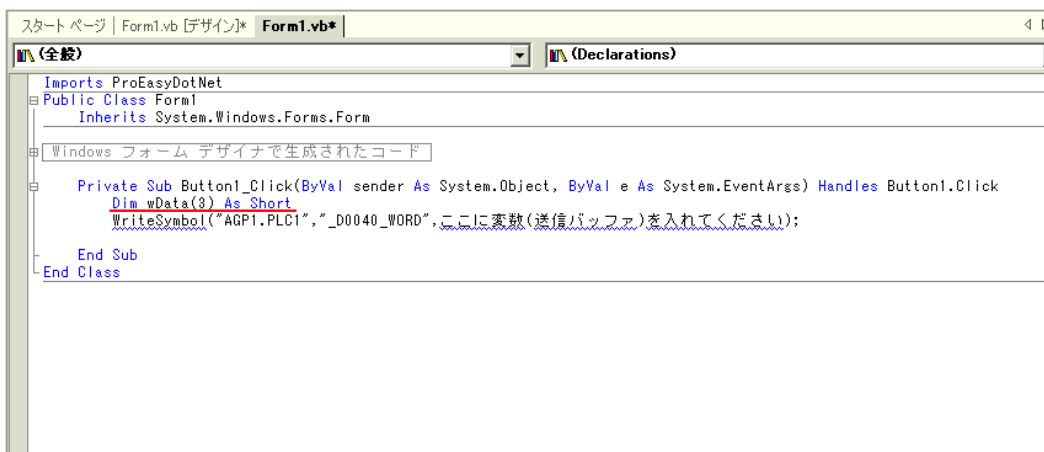 スタート ページ | Form1.vb [デザイン]* Form1.vb*
(全般) (Declarations)
Imports ProEasyDotNet
Public Class Form1
Inherits System.Windows.Forms.Form
Windows フォーム デザイナで生成されたコード
Private Sub Button1_Click(ByVal sender As System.Object, ByVal e As System.EventArgs) Handles Button1.Click
Dim wData(3) As Short
WriteSymbol("AGP1.PLC1","_D0040_WORD",ここに変数(送信バッファ)を入れてください);
End Sub
End Class